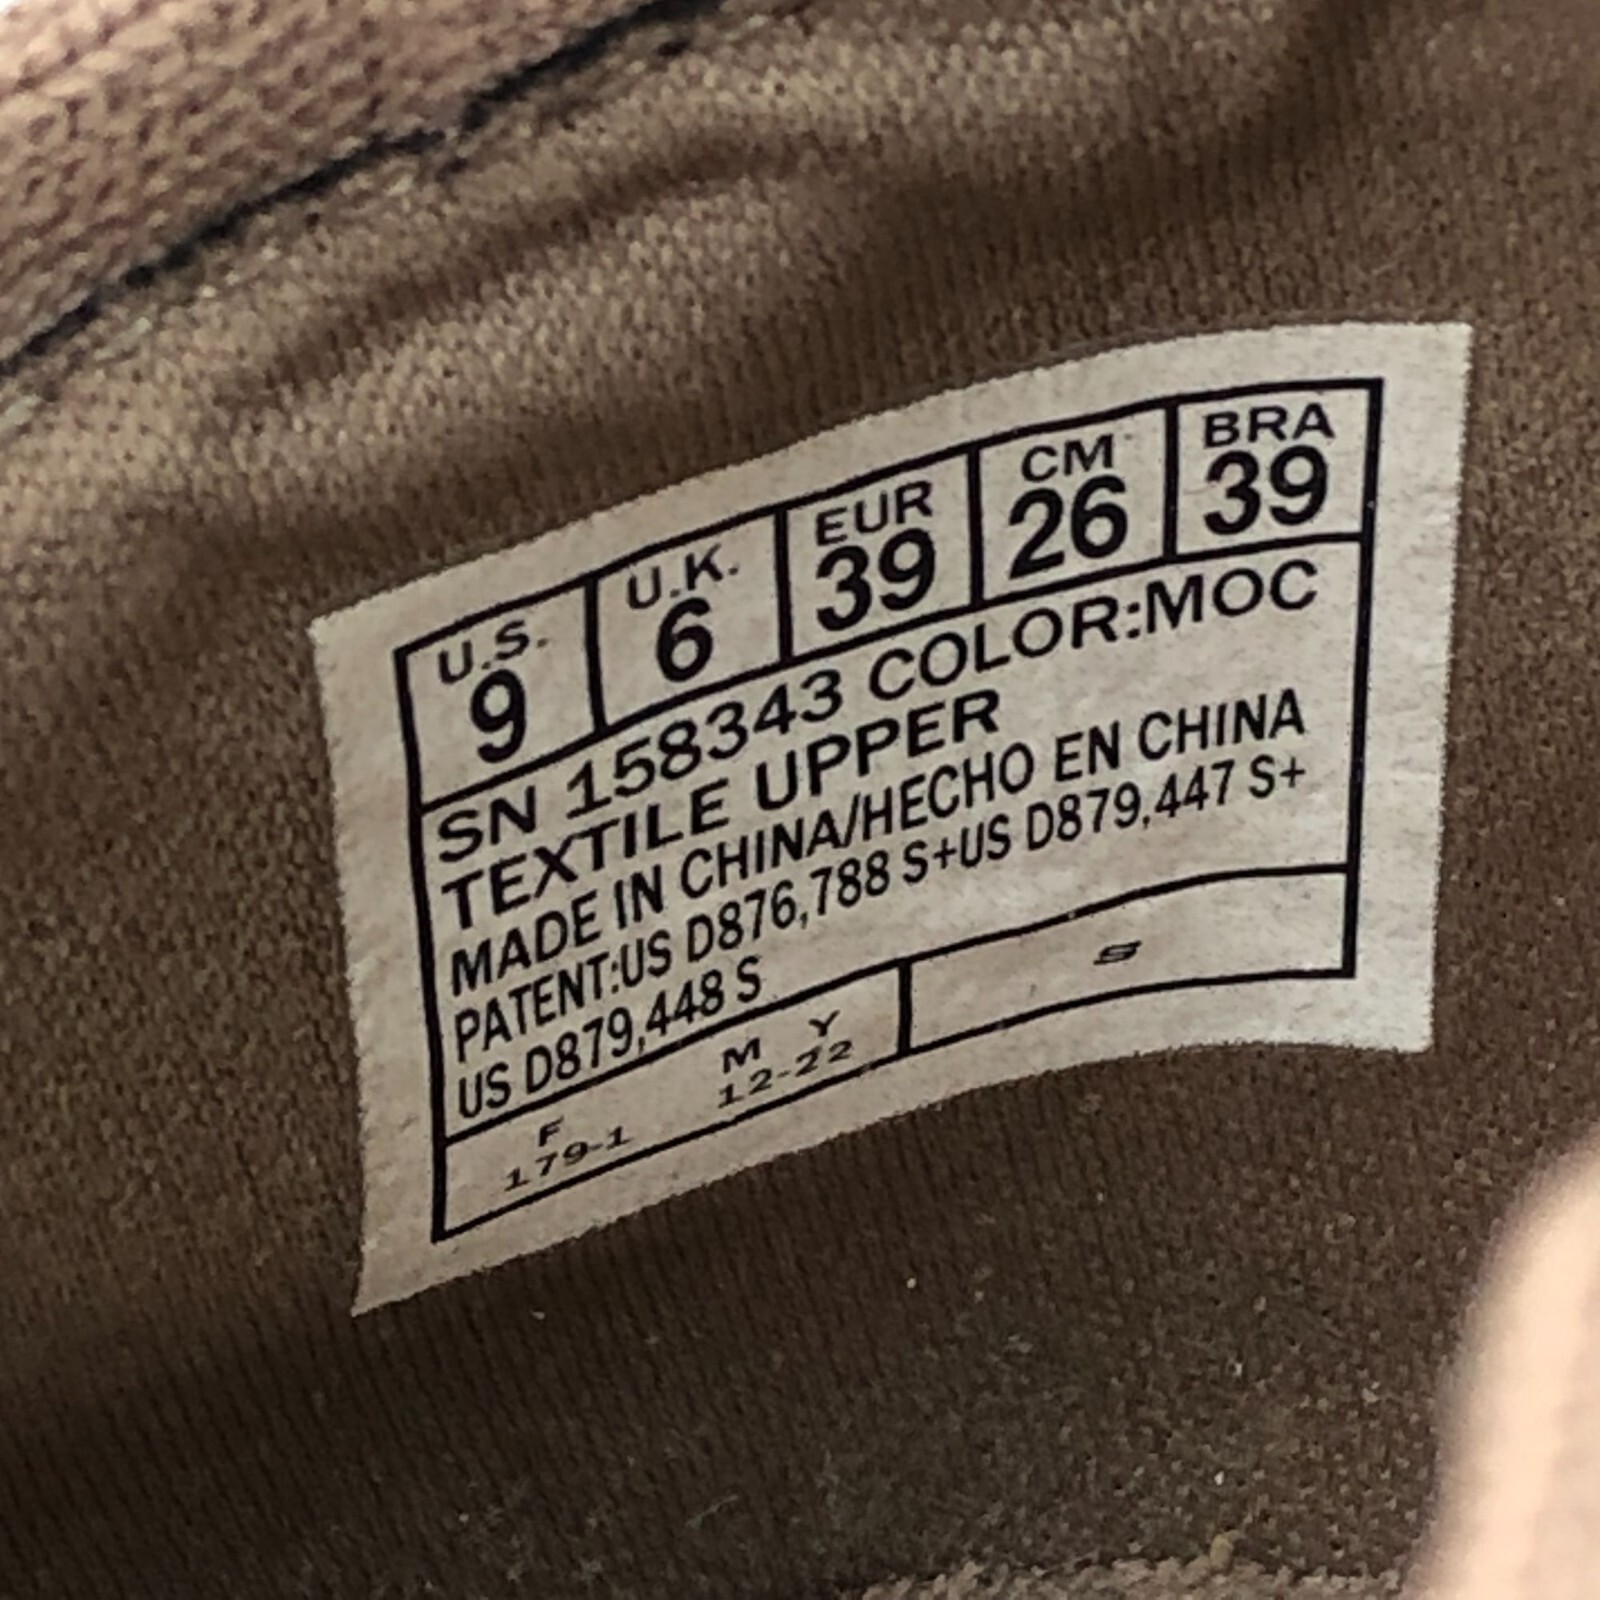 U.S. U.K. EUR CM BRA
9 6 39 26 39
SN 158343 COLOR:MOC
TEXTILE UPPER
MADE IN CHINA/HECHO EN CHINA
PATENT:US D876,788 S+US D879,447 S+
US D879,448 S
F M Y
179-1 12-22
S